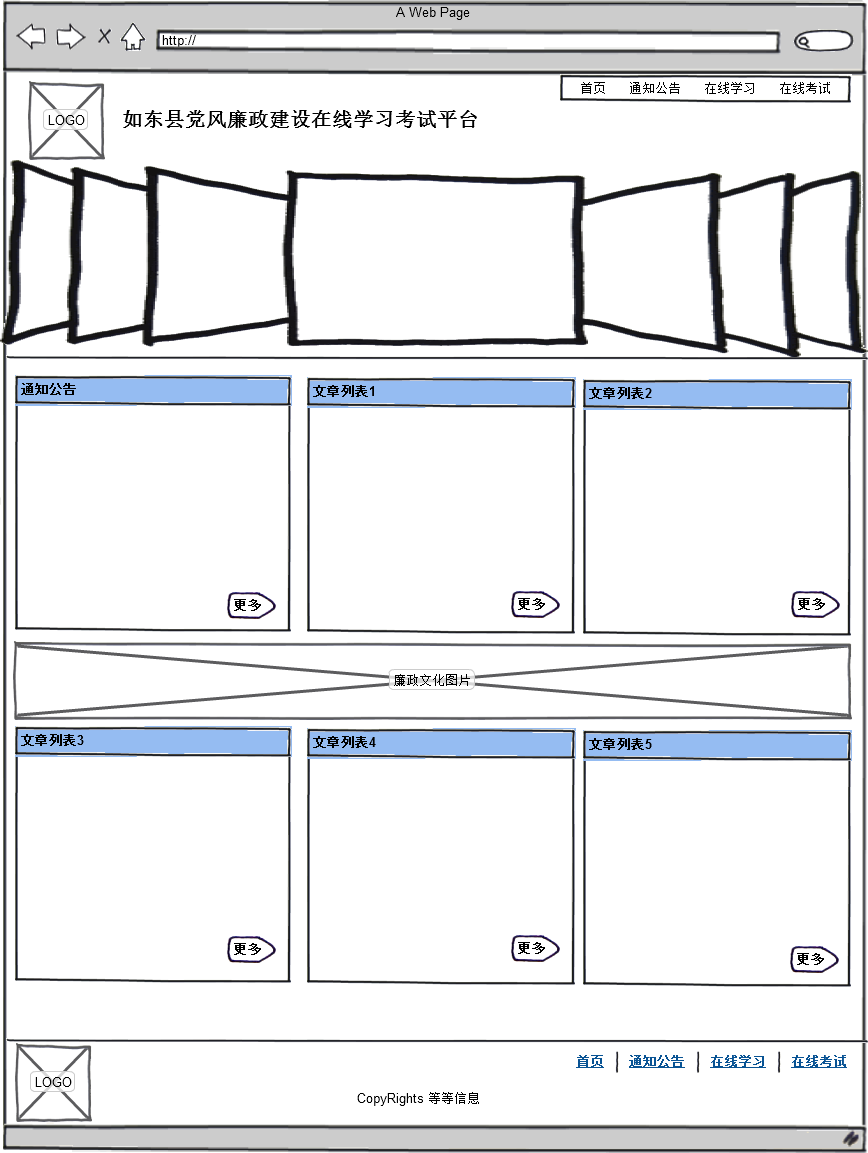 A Web Page
http://
首页 通知公告 在线学习 在线考试
LOGO
如东县党风廉政建设在线学习考试平台
通知公告
文章列表1
文章列表2
更多
更多
更多
廉政文化图片
文章列表3
文章列表4
文章列表5
更多
更多
更多
首页 | 通知公告 | 在线学习 | 在线考试
LOGO
CopyRights 等等信息